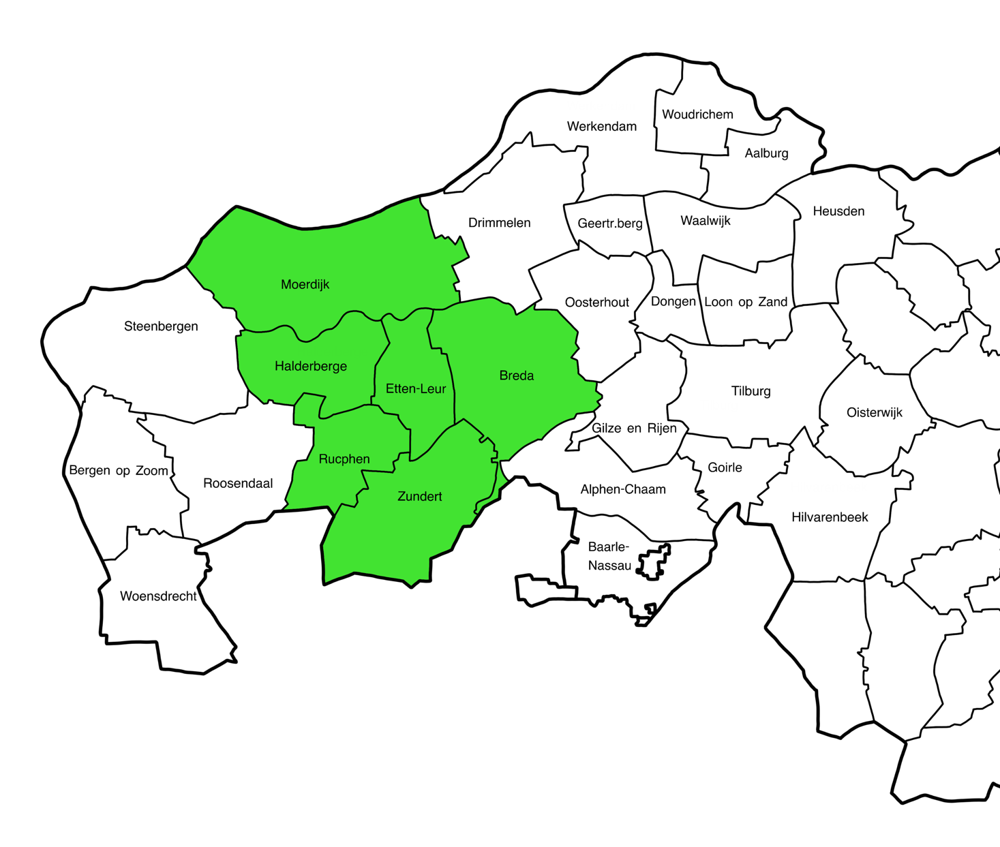 Woudrichem
Werkendam
Aalburg
Heusden
Drimmelen
Geertr.berg
Waalwijk
Moerdijk
Oosterhout
Dongen
Loon op Zand
Steenbergen
Halderberge
Breda
Etten-Leur
Tilburg
Oisterwijk
Gilze en Rijen
Rucphen
Goirle
Bergen op Zoom
Roosendaal
Alphen-Chaam
Zundert
Hilvarenbeek
Baarle-
Nassau
Woensdrecht